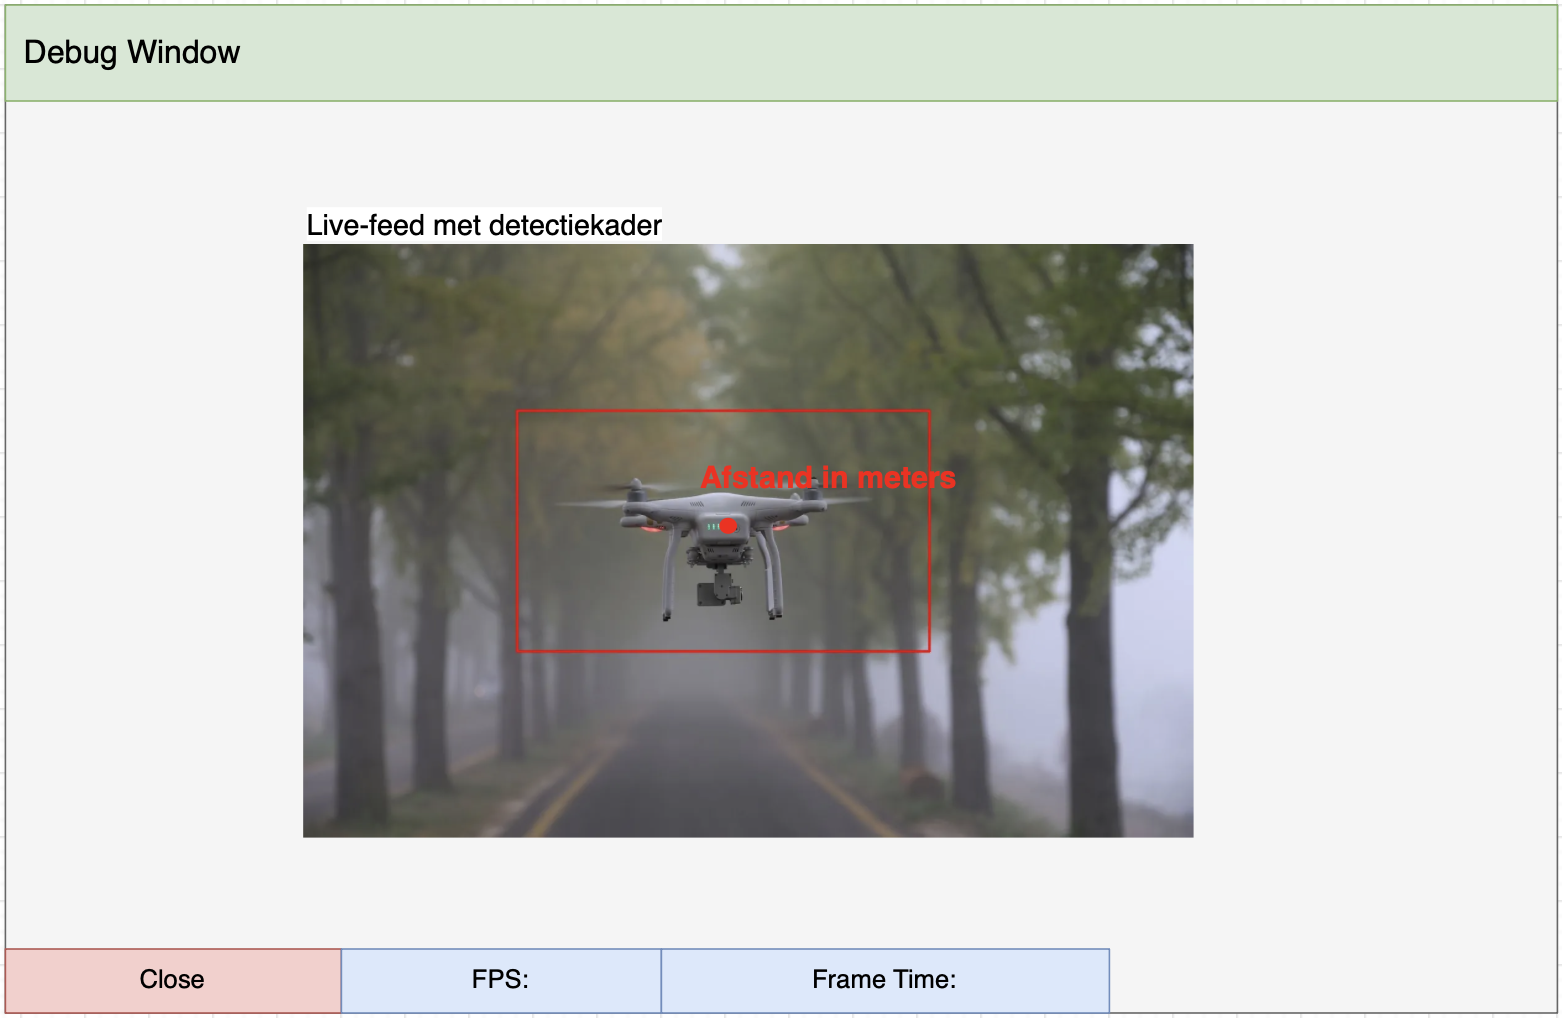 Debug Window
Live-feed met detectiekader
Afstand in meters
Close
FPS:
Frame Time: